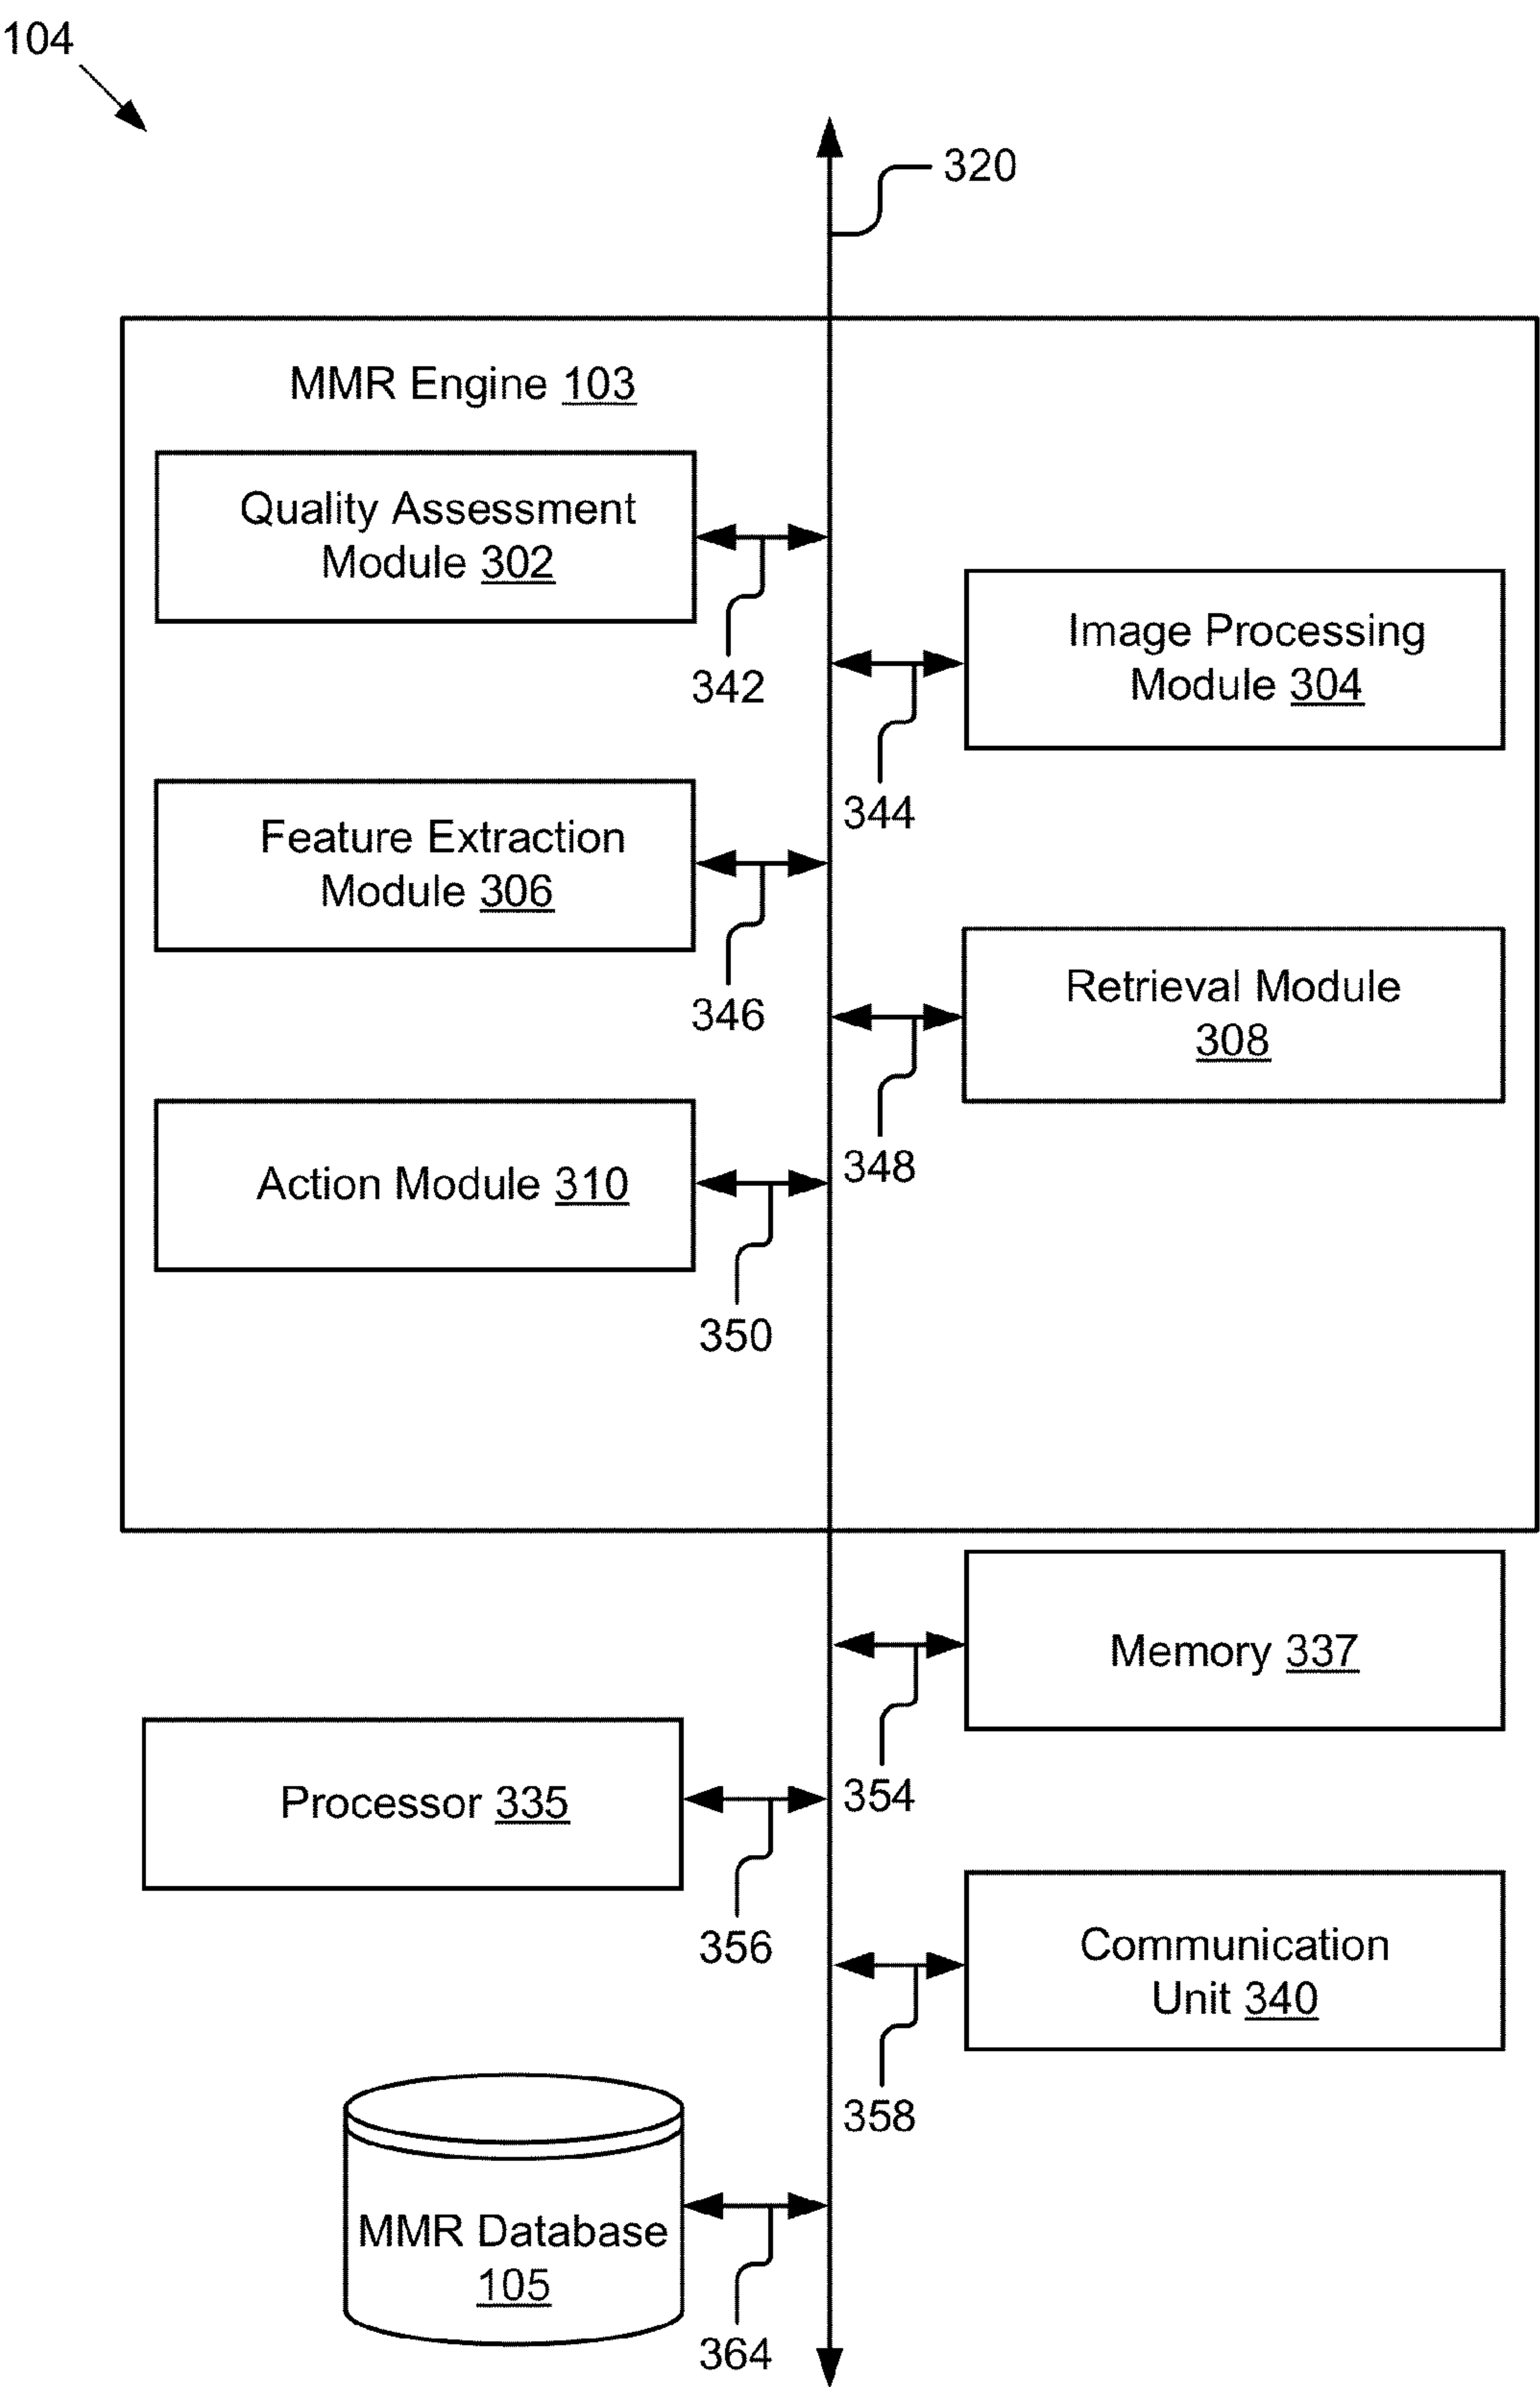 104
320
MMR Engine 103
Quality Assessment
Module 302
342
Image Processing
Module 304
344
Feature Extraction
Module 306
346
Retrieval Module
308
348
Action Module 310
350
Memory 337
354
Processor 335
356
Communication
Unit 340
358
MMR Database
105
364